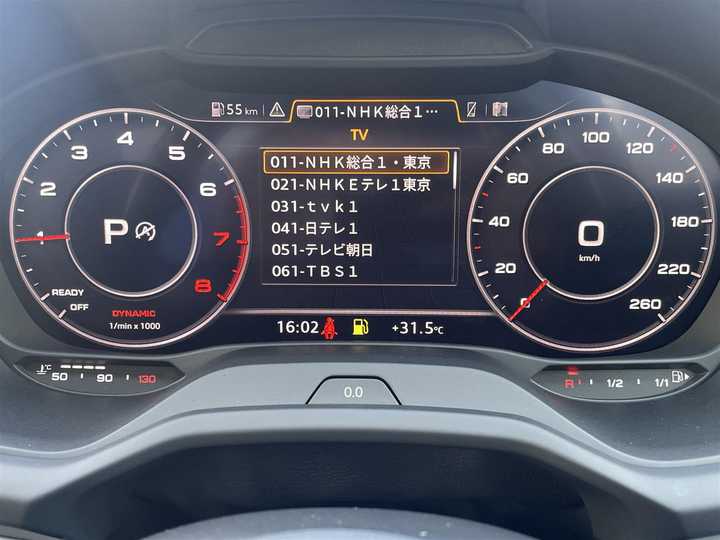 55 km 011-NHK総合1…
TV
011-NHK総合1・東京
021-NHKEテレ1東京
031-tvk1
041-日テレ1
051-テレビ朝日
061-TBS1
1 2 3 4 5 6 7 8
P A
READY
OFF
DYNAMIC
1/min x 1000
0 20 40 60 80 100 120 140 180 220 260
0
km/h
16:02 +31.5°C
°C 50 90 130
0.0
R 1/2 1/1